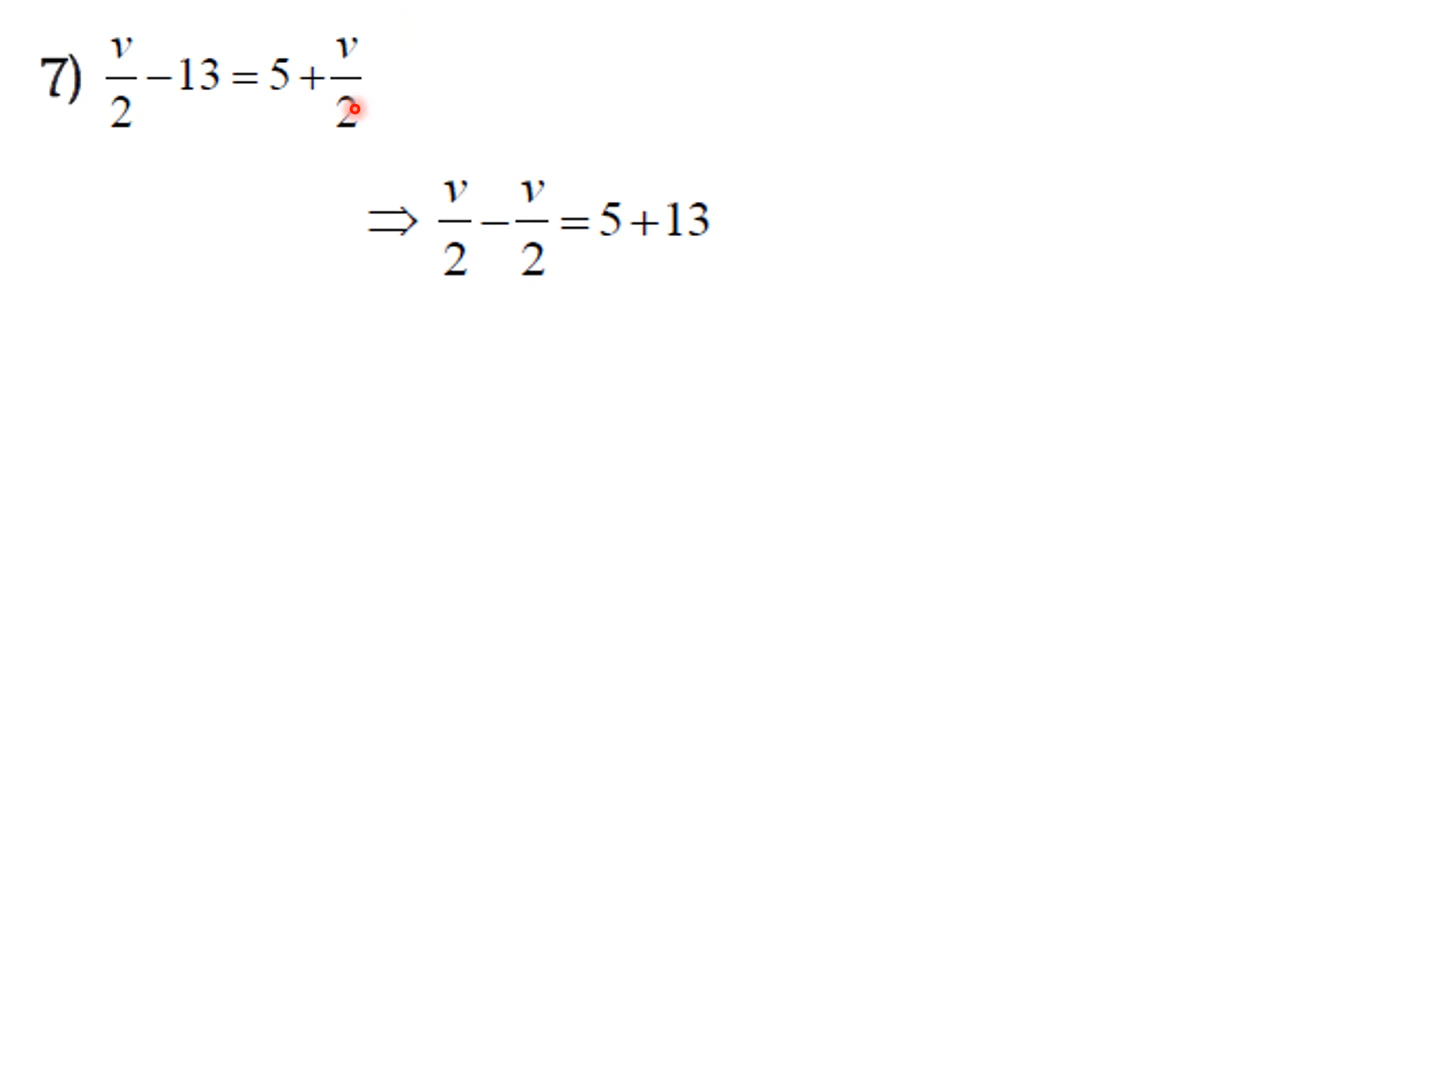 7) v/2 − 13 = 5 + v/2
⇒ v/2 − v/2 = 5 + 13